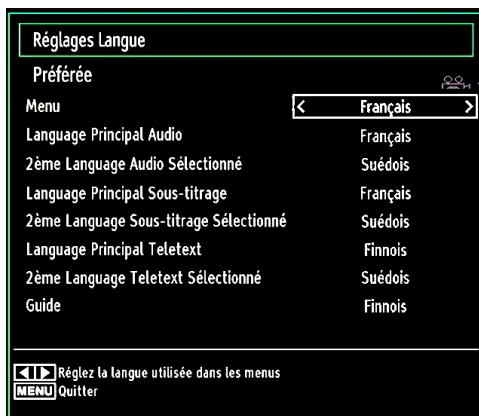 Réglages Langue
Préférée
Menu < Français >
Language Principal Audio Français
2ème Language Audio Sélectionné Suédois
Language Principal Sous-titrage Français
2ème Language Sous-titrage Sélectionné Suédois
Language Principal Teletext Finnois
2ème Language Teletext Sélectionné Suédois
Guide Finnois
Réglez la langue utilisée dans les menus
MENU Quitter